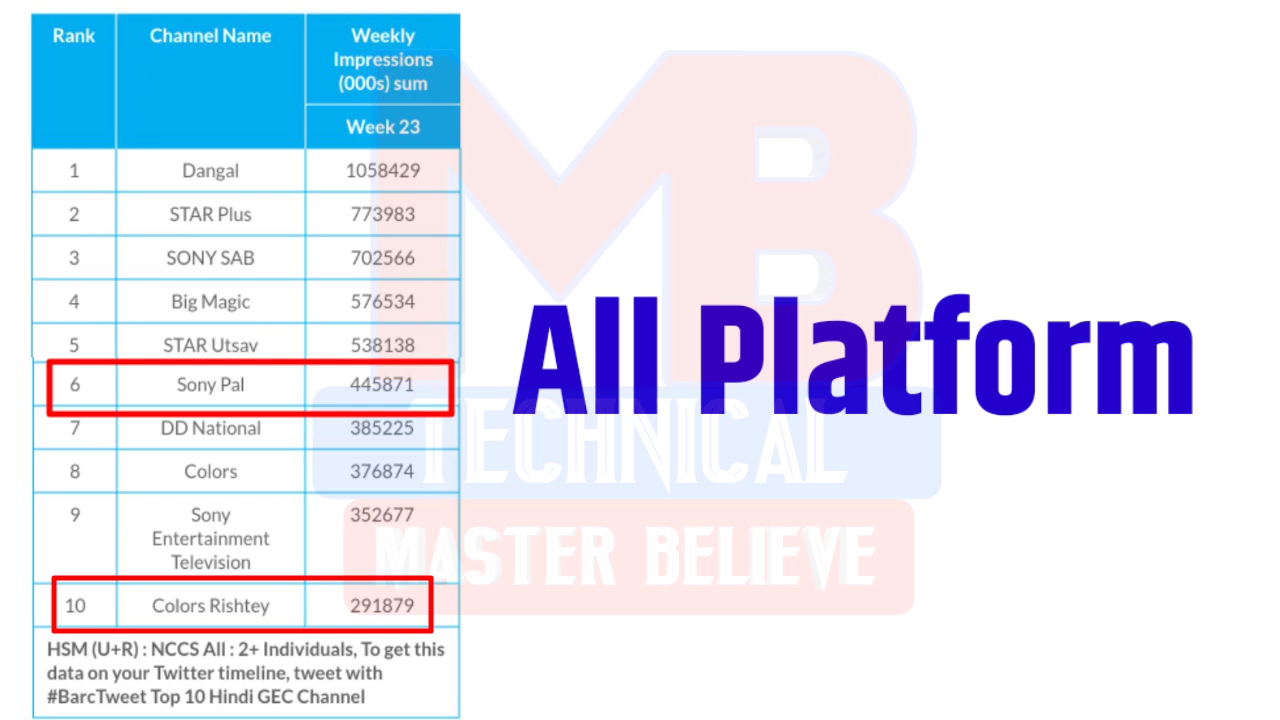 Rank Channel Name Weekly
Impressions
(000s) sum
Week 23
1 Dangal 1058429
2 STAR Plus 773983
3 SONY SAB 702566
4 Big Magic 576534
5 STAR Utsav 538138
6 Sony Pal 445871
7 DD National 385225
8 Colors 376874
9 Sony 352677
Entertainment
Television
10 Colors Rishtey 291879
HSM (U+R) : NCCS All : 2+ Individuals, To get this
data on your Twitter timeline, tweet with
#BarcTweet Top 10 Hindi GEC Channel
MB
All Platform
TECHNICAL
MASTER BELIEVE